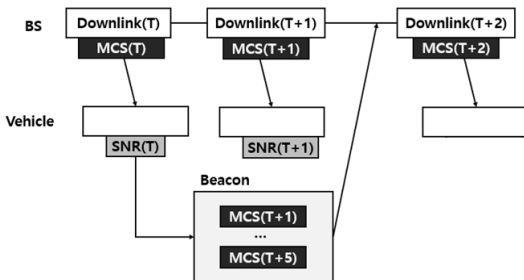 BS
Downlink(T)
Downlink(T+1)
Downlink(T+2)
MCS(T)
MCS(T+1)
MCS(T+2)
Vehicle
SNR(T)
SNR(T+1)
Beacon
MCS(T+1)
...
MCS(T+5)